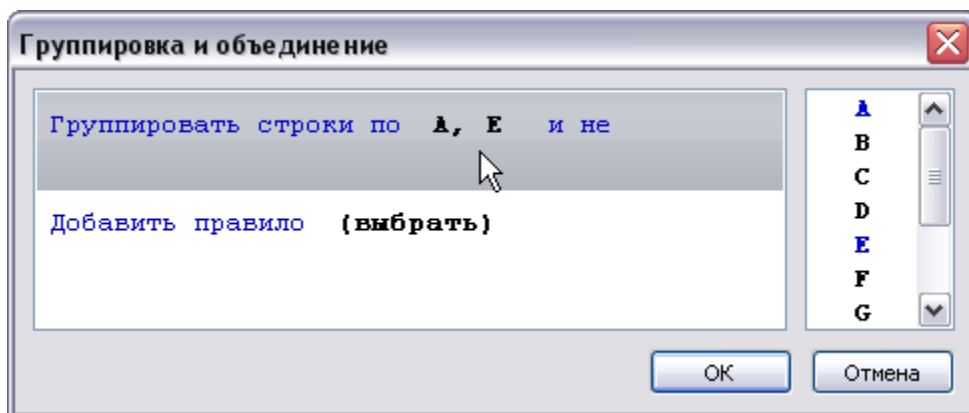 Группировка и объединение
Группировать строки по A, E и не
Добавить правило (выбрать)
A
B
C
D
E
F
G
OK
Отмена